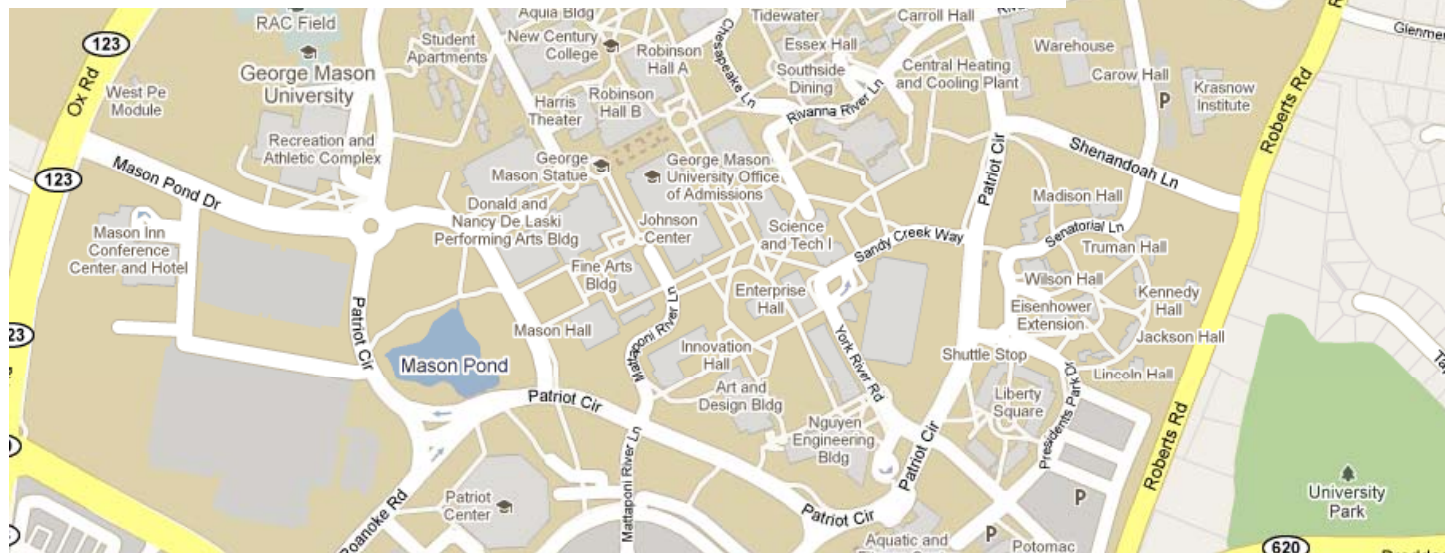 RAC Field
Aquia Bldg
New Century
College
Robinson
Hall A
Chesapeake Ln
Tidewater
Carroll Hall
Essex Hall
Southside
Dining
Central Heating
and Cooling Plant
Warehouse
Carow Hall
P
Krasnow
Institute
Roberts Rd
123
Ox Rd
Student
Apartments
George Mason
University
West Pe
Module
Harris
Theater
Robinson
Hall B
Rivanna River Ln
Recreation and
Athletic Complex
Patriot Cir
Shenandoah Ln
123
Mason Pond Dr
George
Mason Statue
George Mason
University Office
of Admissions
Madison Hall
Mason Inn
Conference
Center and Hotel
Donald and
Nancy De Laski
Performing Arts Bldg
Johnson
Center
Science
and Tech I
Sandy Creek Way
Senatorial Ln
Truman Hall
Fine Arts
Bldg
Wilson Hall
Enterprise
Hall
Kennedy
Hall
Eisenhower
Extension
Patriot Cir
Mason Hall
Mattaponi River Ln
Innovation
Hall
York River Rd
Jackson Hall
23
Mason Pond
Shuttle Stop
Lincoln Hall
Art and
Design Bldg
Liberty
Square
Presidents Park Dr
Patriot Cir
Nguyen
Engineering
Bldg
Patriot Cir
Roberts Rd
Mattaponi River Ln
Patriot
Center
Roanoke Rd
Patriot Cir
P
P
University
Park
Aquatic and
Potomac
620